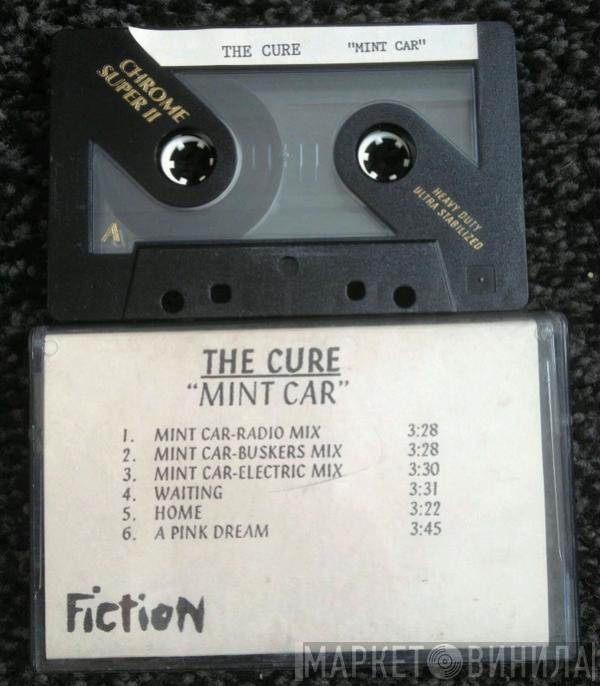 THE CURE "MINT CAR"
CHROME
SUPER II
HEAVY DUTY
ULTRA STABILIZED
THE CURE
“MINT CAR”
1. MINT CAR-RADIO MIX 3:28
2. MINT CAR-BUSKERS MIX 3:28
3. MINT CAR-ELECTRIC MIX 3:30
4. WAITING 3:31
5. HOME 3:22
6. A PINK DREAM 3:45
Fiction
МАРКЕТ ВИНИЛА